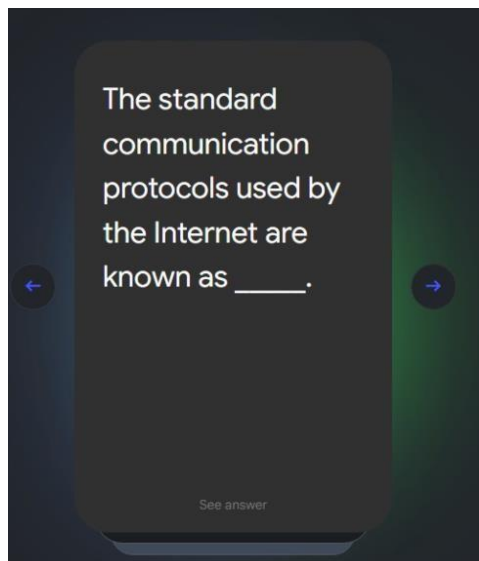 The standard
communication
protocols used by
the Internet are
known as _____.
See answer